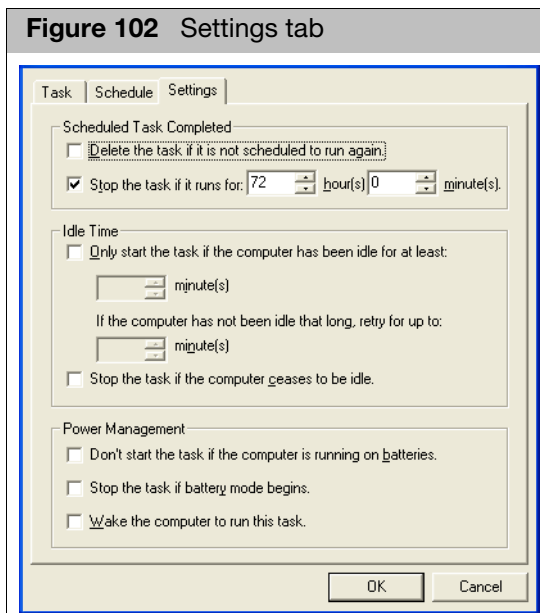 Figure 102 Settings tab
Task Schedule Settings
Scheduled Task Completed
Delete the task if it is not scheduled to run again.
Stop the task if it runs for: 72 hour(s) 0 minute(s).
Idle Time
Only start the task if the computer has been idle for at least:
minute(s)
If the computer has not been idle that long, retry for up to:
minute(s)
Stop the task if the computer ceases to be idle.
Power Management
Don't start the task if the computer is running on batteries.
Stop the task if battery mode begins.
Wake the computer to run this task.
OK Cancel